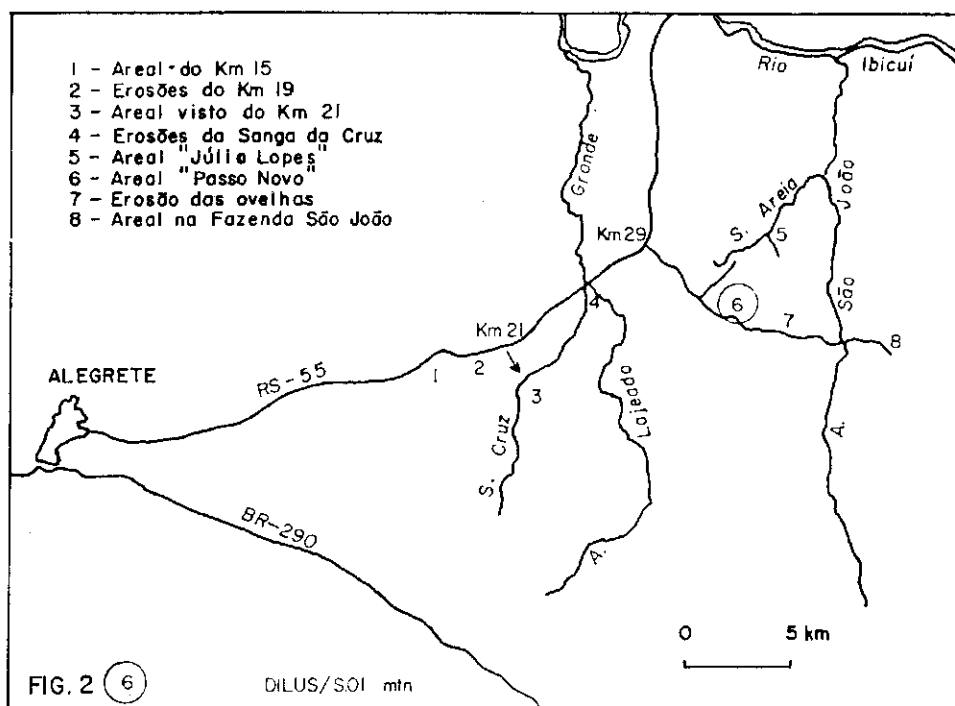 1 - Areal do Km 15
2 - Erosões do Km 19
3 - Areal visto do Km 21
4 - Erosões da Sanga da Cruz
5 - Areal "Júlia Lopes"
6 - Areal "Passo Novo"
7 - Erosão das ovelhas
8 - Areal na Fazenda São João
Rio Ibicuí
Grande
João
S. Areia
5
Km 29
São
4
6
7
8
Km 21
1
2
3
ALEGRETE
RS-55
Lajeado
S. Cruz
A.
A.
BR-290
0 5 km
FIG. 2 6
DILUS/S.01 mtn